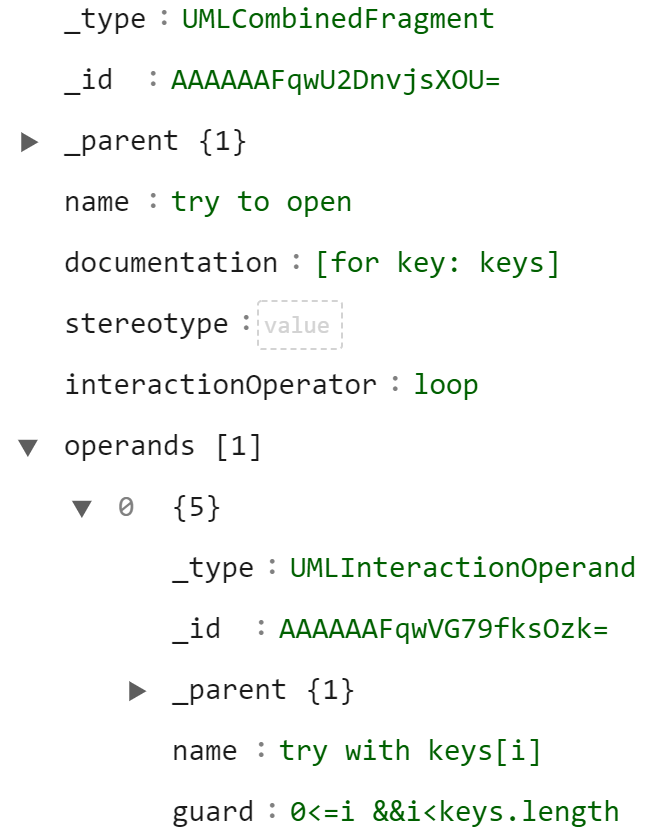 _type : UMLCombinedFragment
_id : AAAAAAFqwU2DnvjsXOU=
_parent {1}
name : try to open
documentation : [for key: keys]
stereotype : value
interactionOperator : loop
operands [1]
0 {5}
_type : UMLInteractionOperand
_id : AAAAAAFqwVG79fksOzk=
_parent {1}
name : try with keys[i]
guard : 0<=i &&i<keys.length